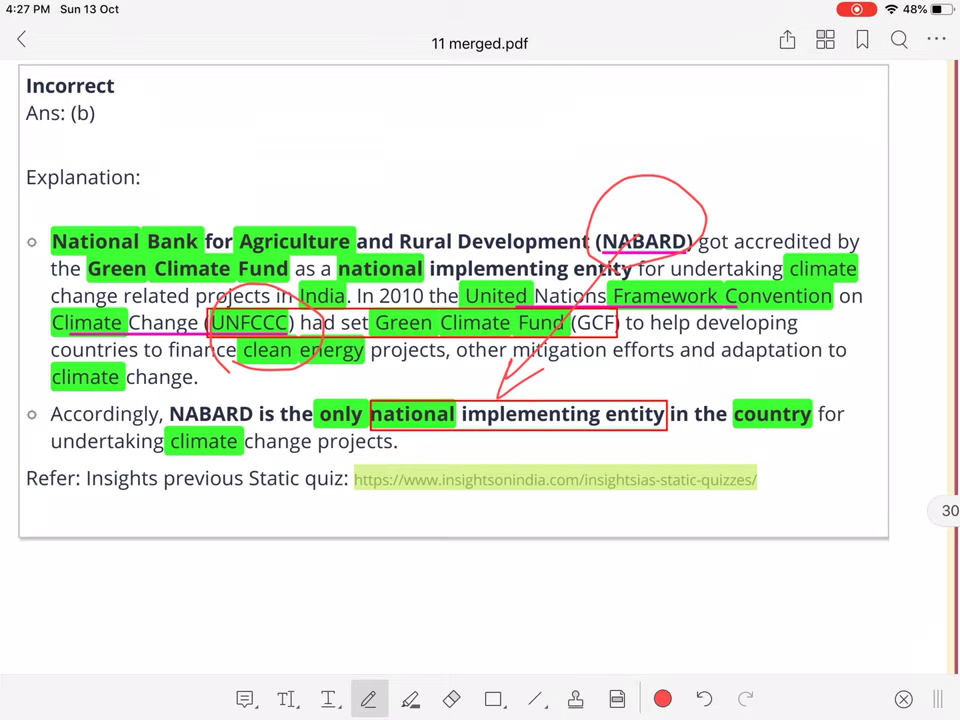 4:27 PM Sun 13 Oct
48%
11 merged.pdf
Incorrect
Ans: (b)
Explanation:
National Bank for Agriculture and Rural Development (NABARD) got accredited by
the Green Climate Fund as a national implementing entity for undertaking climate
change related projects in India. In 2010 the United Nations Framework Convention on
Climate Change (UNFCCC) had set Green Climate Fund (GCF) to help developing
countries to finance clean energy projects, other mitigation efforts and adaptation to
climate change.
Accordingly, NABARD is the only national implementing entity in the country for
undertaking climate change projects.
Refer: Insights previous Static quiz: https://www.insightsonindia.com/insightsias-static-quizzes/
30